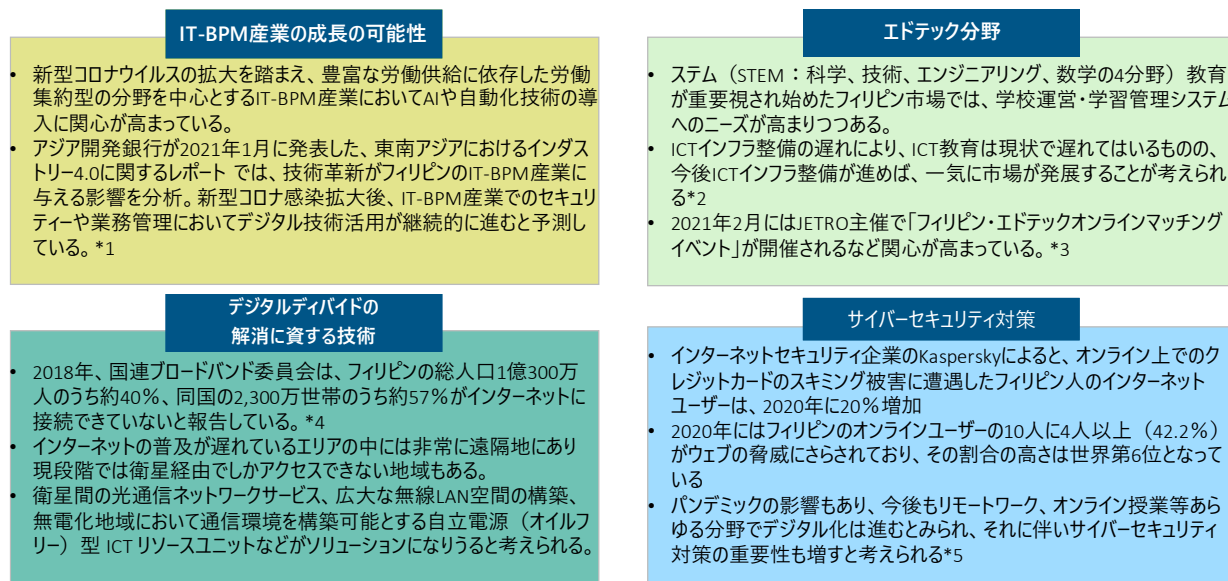 IT-BPM産業の成長の可能性
• 新型コロナウイルスの拡大を踏まえ、豊富な労働供給に依存した労働
集約型の分野を中心とするIT-BPM産業においてAIや自動化技術の導
入に関心が高まっている。
• アジア開発銀行が2021年1月に発表した、東南アジアにおけるインダス
トリー4.0に関するレポート では、技術革新がフィリピンのIT-BPM産業に
与える影響を分析。新型コロナ感染拡大後、IT-BPM産業でのセキュリ
ティーや業務管理においてデジタル技術活用が継続的に進むと予測し
ている。*1
エドテック分野
• ステム（STEM：科学、技術、エンジニアリング、数学の4分野）教育
が重要視され始めたフィリピン市場では、学校運営・学習管理システム
へのニーズが高まりつつある。
• ICTインフラ整備の遅れにより、ICT教育は現状で遅れてはいるものの、
今後ICTインフラ整備が進めば、一気に市場が発展することが考えられ
る*2
• 2021年2月にはJETRO主催で「フィリピン・エドテックオンラインマッチング
イベント」が開催されるなど関心が高まっている。*3
デジタルディバイドの
解消に資する技術
• 2018年、国連ブロードバンド委員会は、フィリピンの総人口1億300万
人のうち約40％、同国の2,300万世帯のうち約57％がインターネットに
接続できていないと報告している。*4
• インターネットの普及が遅れているエリアの中には非常に遠隔地にあり
現段階では衛星経由でしかアクセスできない地域もある。
• 衛星間の光通信ネットワークサービス、広大な無線LAN空間の構築、
無電化地域において通信環境を構築可能とする自立電源（オイルフ
リー）型 ICTリソースユニットなどがソリューションになりうると考えられる。
サイバーセキュリティ対策
• インターネットセキュリティ企業のKasperskyによると、オンライン上でのク
レジットカードのスキミング被害に遭遇したフィリピン人のインターネット
ユーザーは、2020年に20％増加
• 2020年にはフィリピンのオンラインユーザーの10人に4人以上（42.2％）
がウェブの脅威にさらされており、その割合の高さは世界第6位となって
いる
• パンデミックの影響もあり、今後もリモートワーク、オンライン授業等あら
ゆる分野でデジタル化は進むとみられ、それに伴いサイバーセキュリティ
対策の重要性も増すと考えられる*5